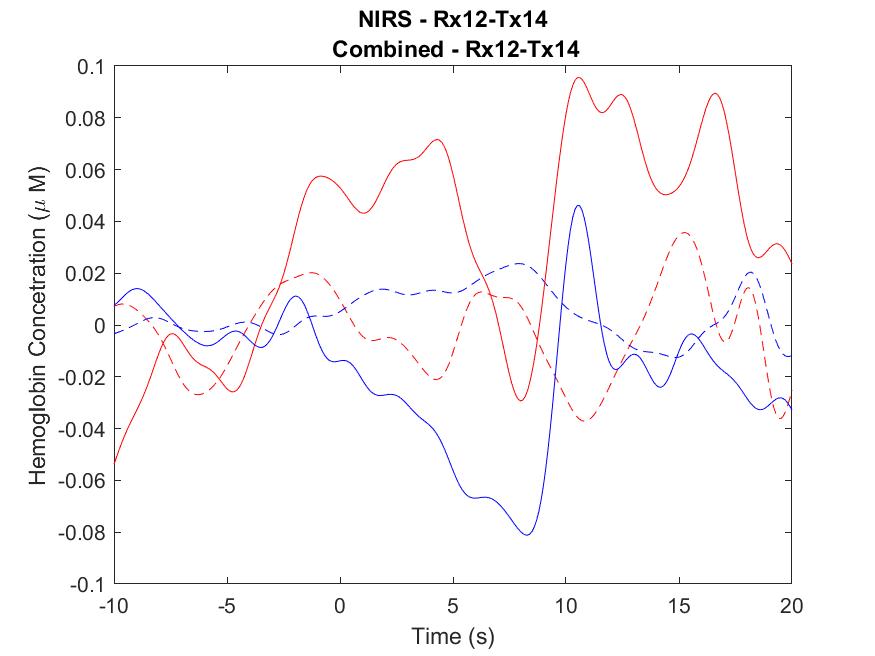 NIRS - Rx12-Tx14
Combined - Rx12-Tx14
Hemoglobin Concetration (μ M)
0.1
0.08
0.06
0.04
0.02
0
-0.02
-0.04
-0.06
-0.08
-0.1
-10 -5 0 5 10 15 20
Time (s)